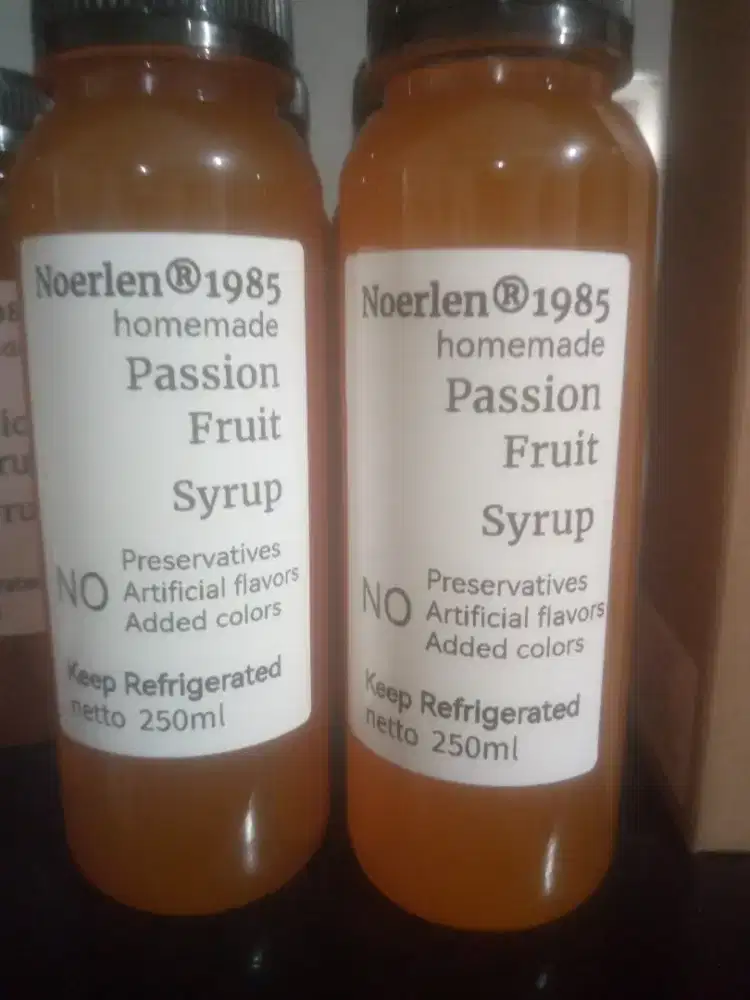 Noerlen®1985
homemade
Passion
Fruit
Syrup
NO Preservatives
Artificial flavors
Added colors
Keep Refrigerated
netto 250ml
Noerlen®1985
homemade
Passion
Fruit
Syrup
NO Preservatives
Artificial flavors
Added colors
Keep Refrigerated
netto 250ml